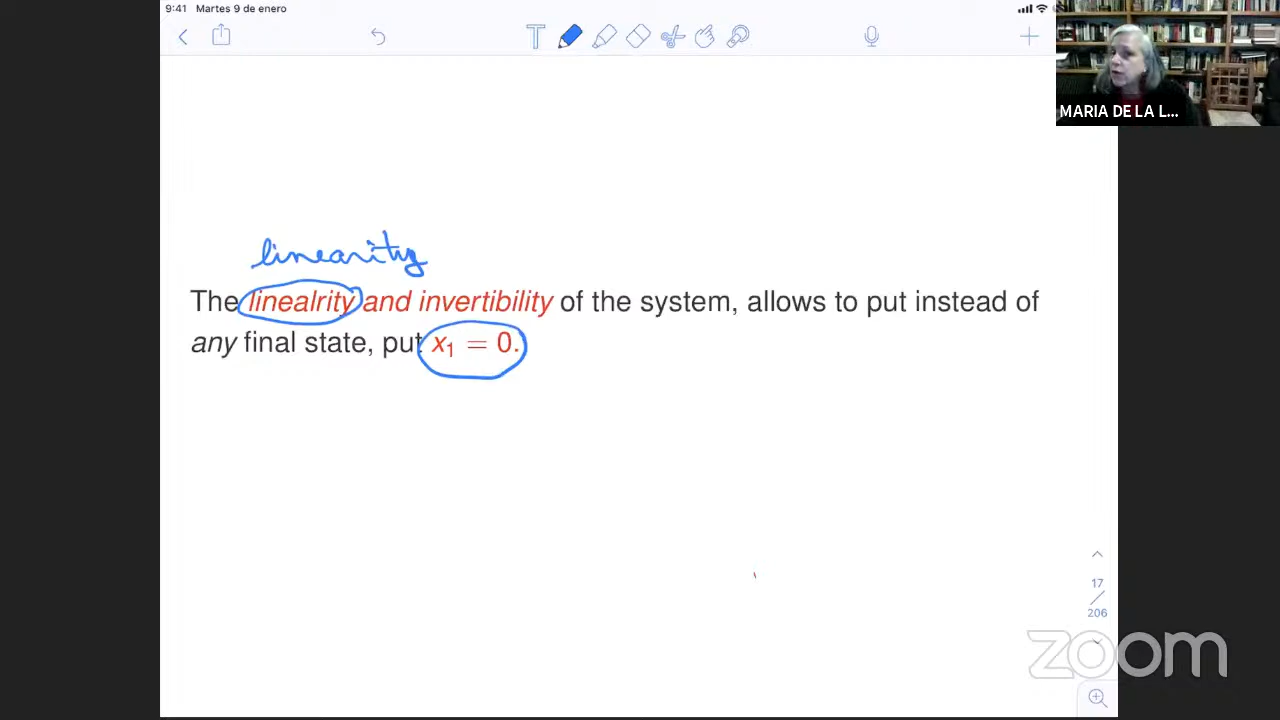 9:41 Martes 9 de enero
MARIA DE LA L...
linearity
The linealrity and invertibility of the system, allows to put instead of
any final state, put x₁ = 0.
17
206
zoom